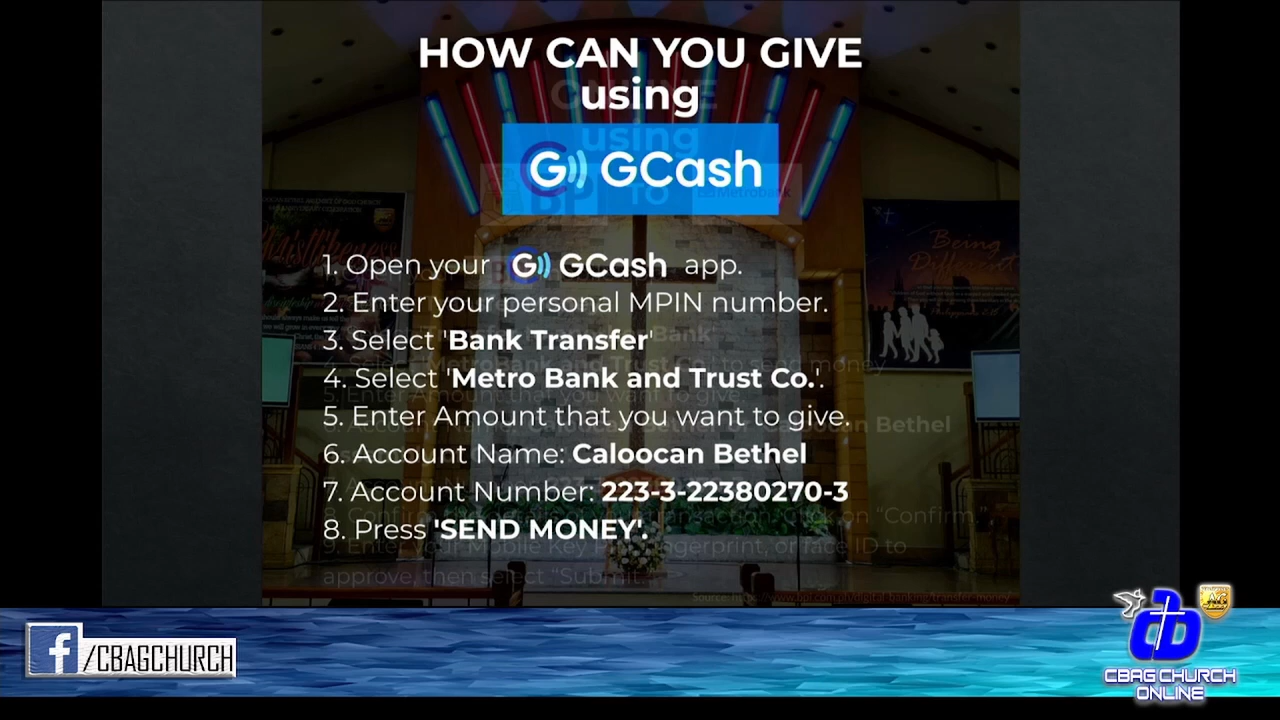 HOW CAN YOU GIVE
using
G GCash
1. Open your G GCash app.
2. Enter your personal MPIN number.
3. Select 'Bank Transfer'
4. Select 'Metro Bank and Trust Co.'.
5. Enter Amount that you want to give.
6. Account Name: Caloocan Bethel
7. Account Number: 223-3-22380270-3
8. Press 'SEND MONEY'.
Being
Different
f/CBAGCHURCH
CBAG CHURCH
ONLINE